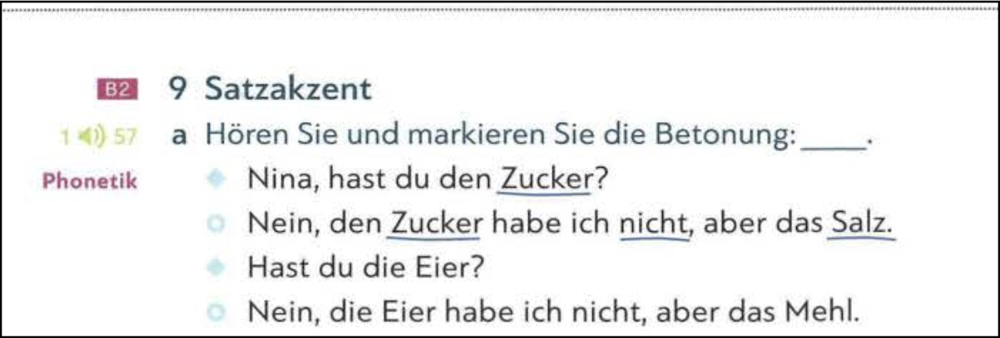 B2 9 Satzakzent
1 57 a Hören Sie und markieren Sie die Betonung: ____.
Phonetik Nina, hast du den Zucker?
Nein, den Zucker habe ich nicht, aber das Salz.
Hast du die Eier?
Nein, die Eier habe ich nicht, aber das Mehl.